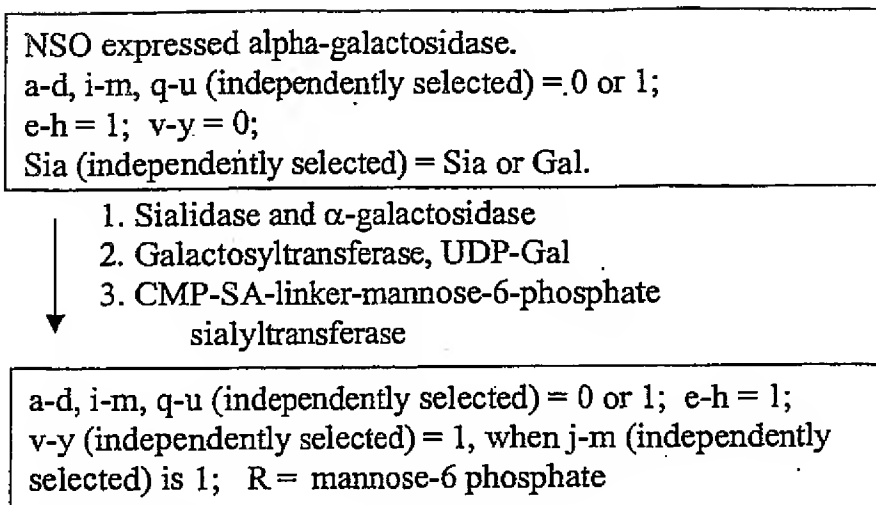 NSO expressed alpha-galactosidase.
a-d, i-m, q-u (independently selected) = 0 or 1;
e-h = 1; v-y = 0;
Sia (independently selected) = Sia or Gal.
1. Sialidase and α-galactosidase
2. Galactosyltransferase, UDP-Gal
3. CMP-SA-linker-mannose-6-phosphate
sialyltransferase
a-d, i-m, q-u (independently selected) = 0 or 1; e-h = 1;
v-y (independently selected) = 1, when j-m (independently
selected) is 1; R = mannose-6 phosphate